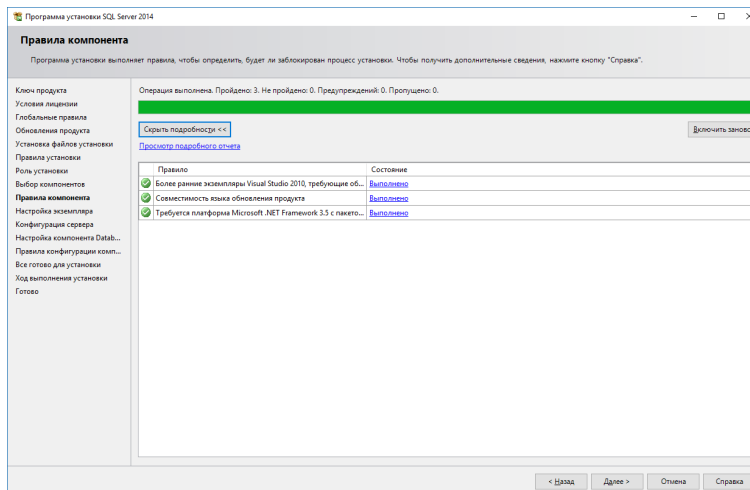 Программа установки SQL Server 2014
Правила компонента
Программа установки выполняет правила, чтобы определить, будет ли заблокирован процесс установки. Чтобы получить дополнительные сведения, нажмите кнопку "Справка".
Ключ продукта
Условия лицензии
Глобальные правила
Обновления продукта
Установка файлов установки
Правила установки
Роль установки
Выбор компонентов
Правила компонента
Настройка экземпляра
Конфигурация сервера
Настройка компонента Datab...
Правила конфигурации комп...
Все готово для установки
Ход выполнения установки
Готово
Операция выполнена. Пройдено: 3. Не пройдено: 0. Предупреждений: 0. Пропущено: 0.
Скрыть подробности <<
Включить заново
Просмотр подробного отчета
Правило Состояние
Более ранние экземпляры Visual Studio 2010, требующие об... Выполнено
Совместимость языка обновления продукта Выполнено
Требуется платформа Microsoft .NET Framework 3.5 с пакето... Выполнено
< Назад Далее > Отмена Справка